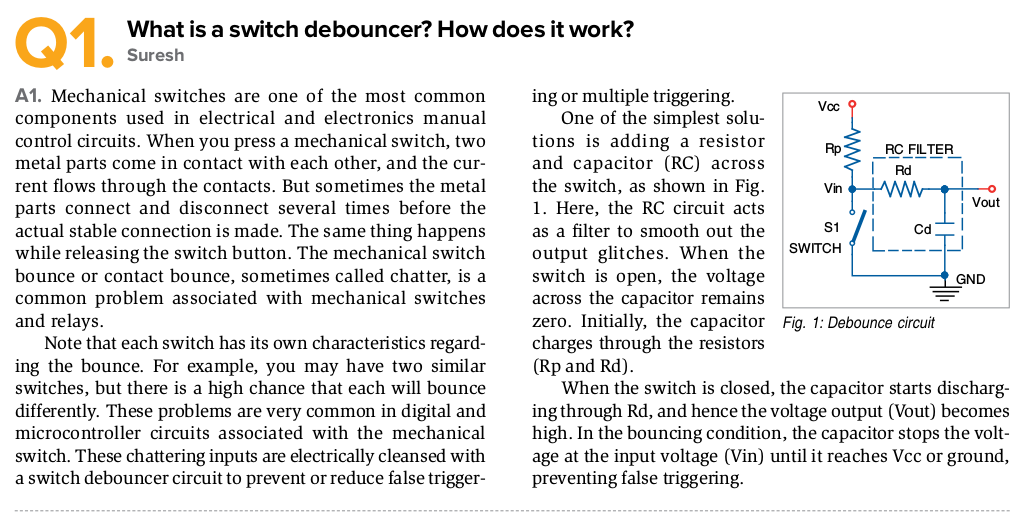 Q1.
What is a switch debouncer? How does it work?
Suresh
A1. Mechanical switches are one of the most common
components used in electrical and electronics manual
control circuits. When you press a mechanical switch, two
metal parts come in contact with each other, and the cur-
rent flows through the contacts. But sometimes the metal
parts connect and disconnect several times before the
actual stable connection is made. The same thing happens
while releasing the switch button. The mechanical switch
bounce or contact bounce, sometimes called chatter, is a
common problem associated with mechanical switches
and relays.
Note that each switch has its own characteristics regard-
ing the bounce. For example, you may have two similar
switches, but there is a high chance that each will bounce
differently. These problems are very common in digital and
microcontroller circuits associated with the mechanical
switch. These chattering inputs are electrically cleansed with
a switch debouncer circuit to prevent or reduce false trigger-
ing or multiple triggering.
One of the simplest solu-
tions is adding a resistor
and capacitor (RC) across
the switch, as shown in Fig.
1. Here, the RC circuit acts
as a filter to smooth out the
output glitches. When the
switch is open, the voltage
across the capacitor remains
zero. Initially, the capacitor
charges through the resistors
(Rp and Rd).
Vcc
Rp
RC FILTER
Rd
Vin
Vout
S1
SWITCH
Cd
GND
Fig. 1: Debounce circuit
When the switch is closed, the capacitor starts discharg-
ing through Rd, and hence the voltage output (Vout) becomes
high. In the bouncing condition, the capacitor stops the volt-
age at the input voltage (Vin) until it reaches Vcc or ground,
preventing false triggering.